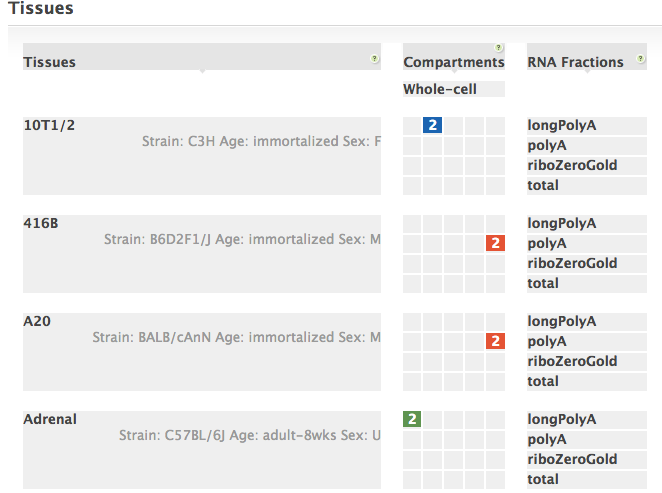 Tissues
Tissues ? Compartments ? RNA Fractions ?
Whole-cell
10T1/2 2 longPolyA
Strain: C3H Age: immortalized Sex: F polyA
riboZeroGold
total
416B longPolyA
Strain: B6D2F1/J Age: immortalized Sex: M 2 polyA
riboZeroGold
total
A20 longPolyA
Strain: BALB/cAnN Age: immortalized Sex: M 2 polyA
riboZeroGold
total
Adrenal 2 longPolyA
Strain: C57BL/6J Age: adult-8wks Sex: U polyA
riboZeroGold
total